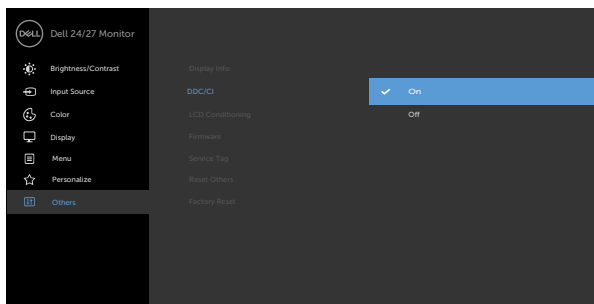 DELL
Dell 24/27 Monitor
Brightness/Contrast
Input Source
Color
Display
Menu
Personalize
Others
Display Info
DDC/CI
LCD Conditioning
Firmware
Service Tag
Reset Others
Factory Reset
On
Off